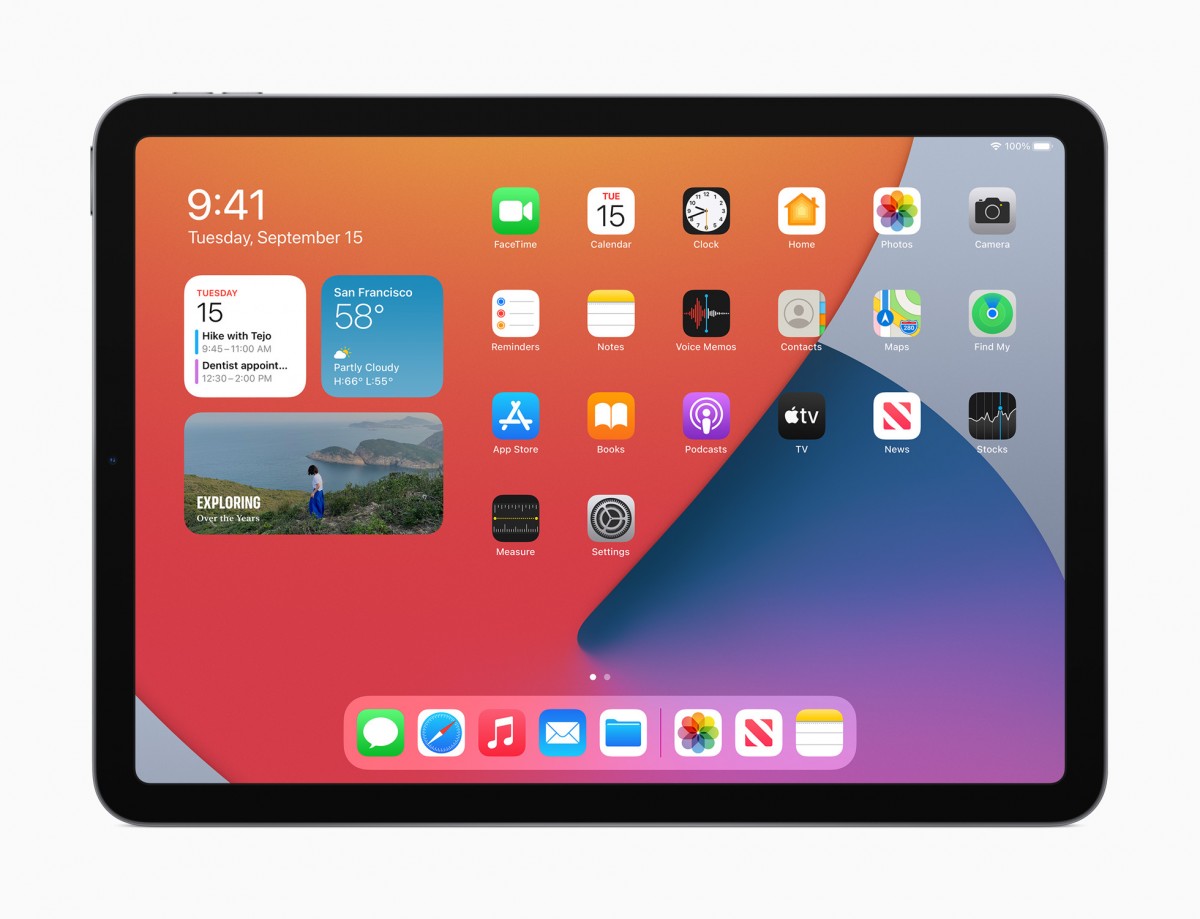 100%
9:41
Tuesday, September 15
TUESDAY
15
Hike with Tejo
9:45–11:00 AM
Dentist appoint...
12:30–2:00 PM
San Francisco
58°
Partly Cloudy
H:66° L:55°
EXPLORING
Over the Years
TUE
15
FaceTime
Calendar
Clock
Home
Photos
Camera
280
Reminders
Notes
Voice Memos
Contacts
Maps
Find My
tv
App Store
Books
Podcasts
TV
News
Stocks
Measure
Settings